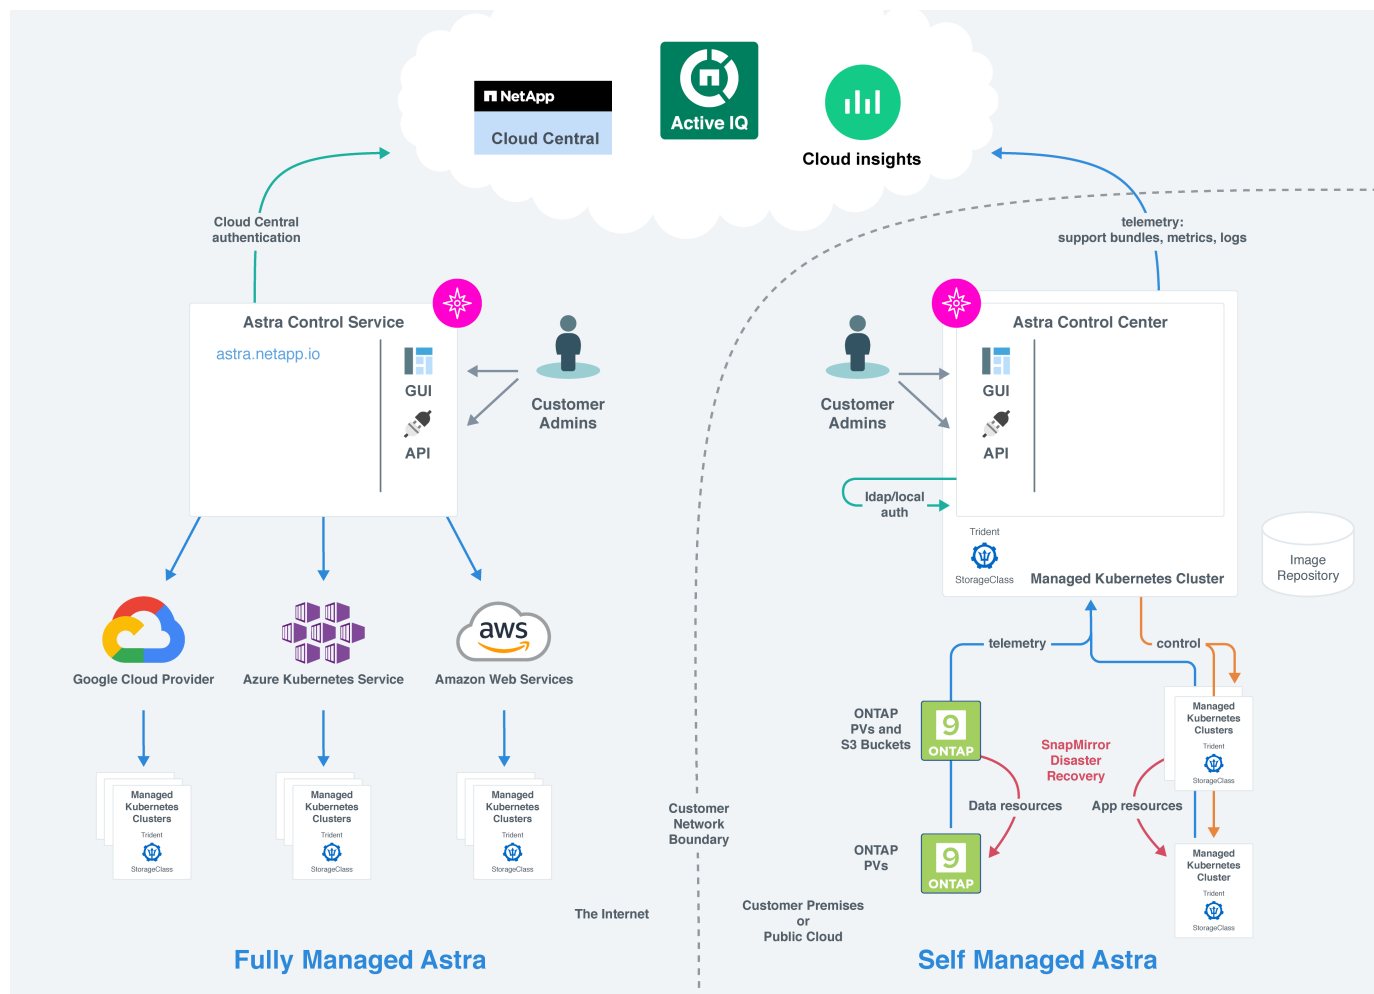 NetApp
Cloud Central
Active IQ
Cloud insights
Cloud Central
authentication
telemetry:
support bundles, metrics, logs
Astra Control Service
astra.netapp.io
GUI
API
Customer
Admins
Customer
Admins
Astra Control Center
GUI
API
ldap/local
auth
Trident
StorageClass
Managed Kubernetes Cluster
Image
Repository
aws
Google Cloud Provider
Azure Kubernetes Service
Amazon Web Services
Managed
Kubernetes
Clusters
Trident
StorageClass
Managed
Kubernetes
Clusters
Trident
StorageClass
Managed
Kubernetes
Clusters
Trident
StorageClass
telemetry
control
ONTAP
PVs and
S3 Buckets
9
ONTAP
SnapMirror
Disaster
Recovery
Managed
Kubernetes
Clusters
Trident
StorageClass
Data resources
App resources
Customer
Network
Boundary
ONTAP
PVs
9
ONTAP
Managed
Kubernetes
Cluster
Trident
StorageClass
The Internet
Customer Premises
or
Public Cloud
Fully Managed Astra
Self Managed Astra